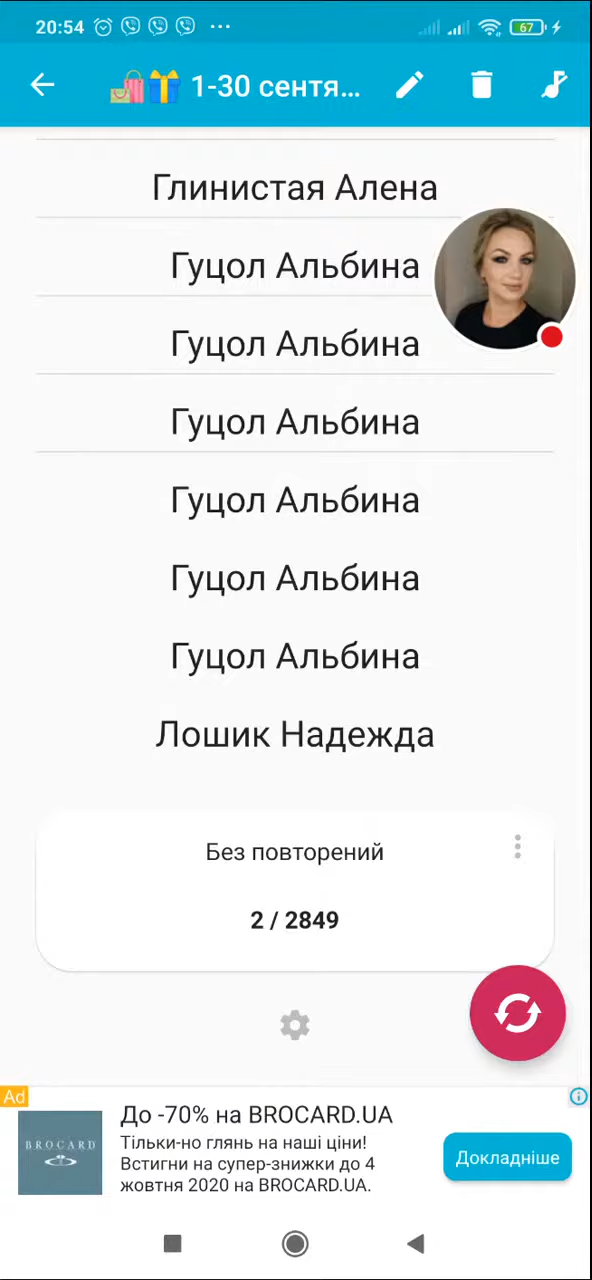 20:54
67
1-30 сентя...
Глинистая Алена
Гуцол Альбина
Гуцол Альбина
Гуцол Альбина
Гуцол Альбина
Гуцол Альбина
Гуцол Альбина
Лошик Надежда
Без повторений
2 / 2849
Ad
BROCARD
До -70% на BROCARD.UA
Тільки-но глянь на наші ціни!
Встигни на супер-знижки до 4
жовтня 2020 на BROCARD.UA.
Докладніше